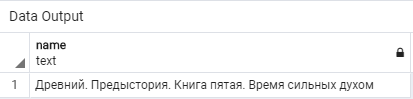 Data Output
name
text
1 Древний. Предыстория. Книга пятая. Время сильных духом